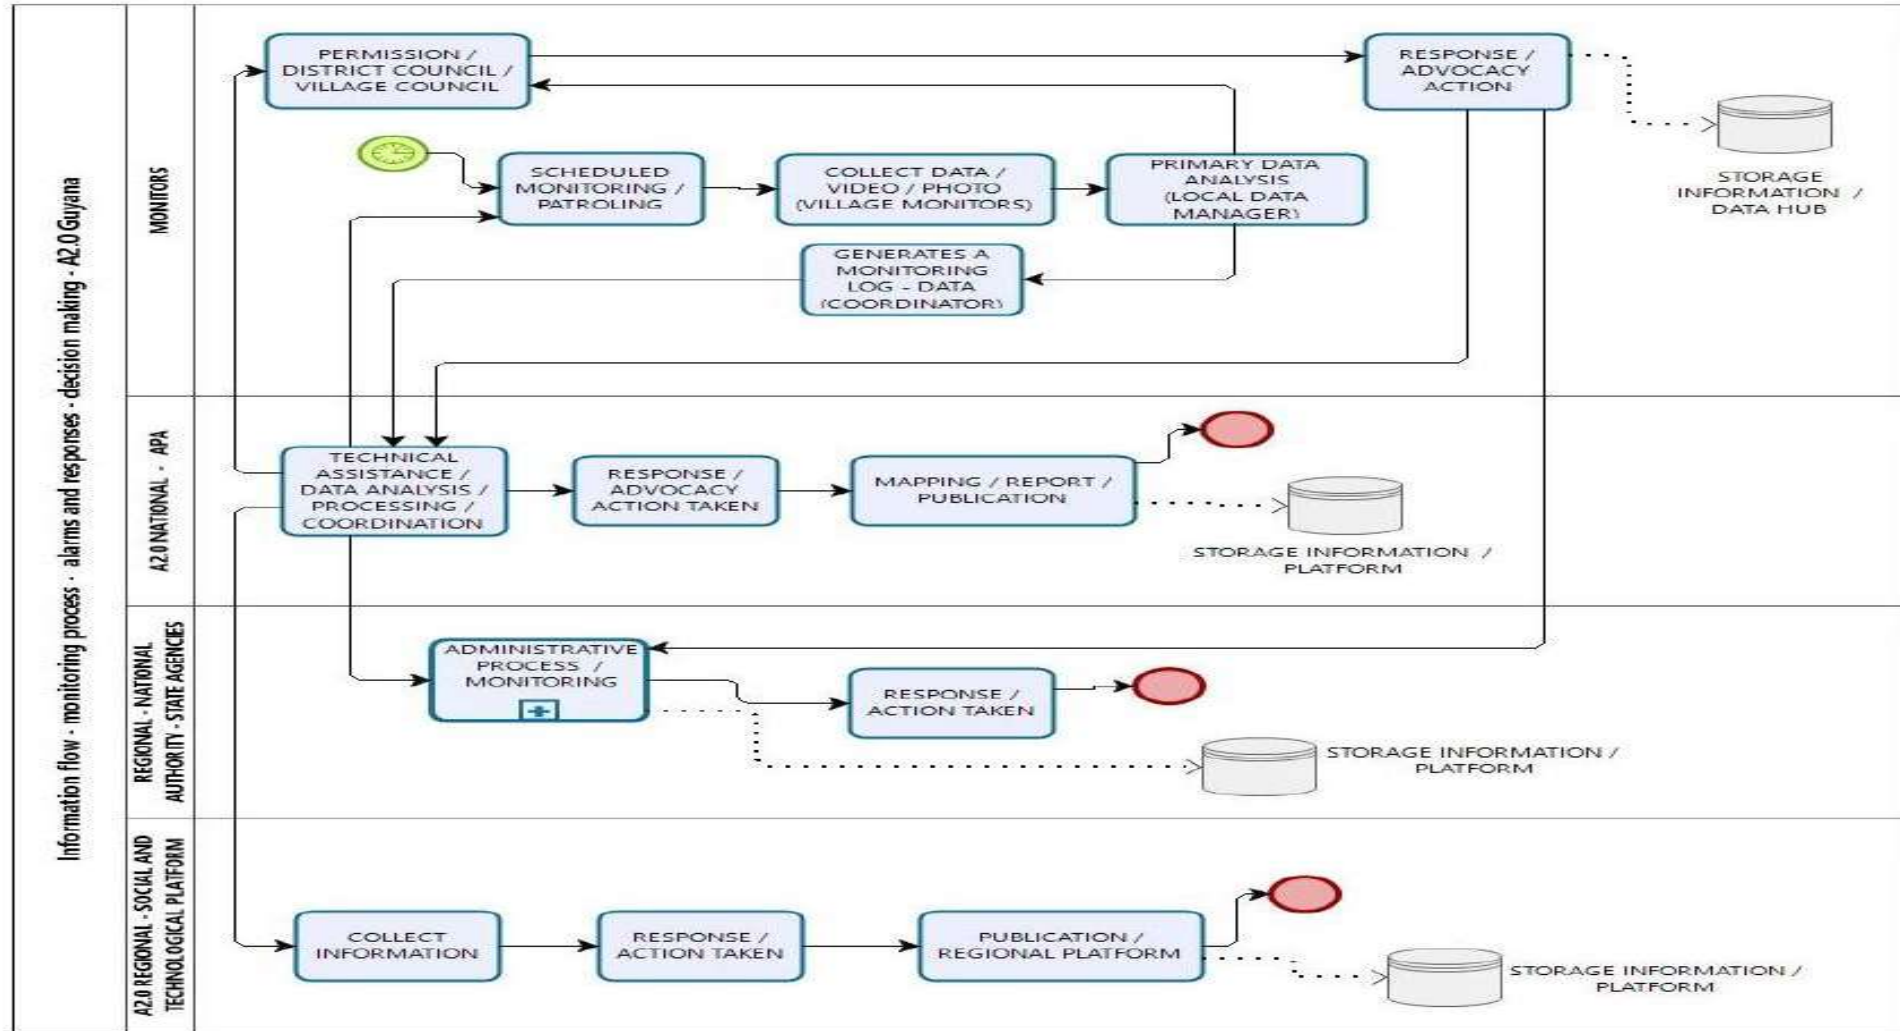 Information flow - monitoring process - alarms and responses - decision making - A2.0 Guyana
MONITORS
PERMISSION /
DISTRICT COUNCIL /
VILLAGE COUNCIL
RESPONSE /
ADVOCACY
ACTION
STORAGE
INFORMATION /
DATA HUB
SCHEDULED
MONITORING /
PATROLING
COLLECT DATA /
VIDEO / PHOTO
(VILLAGE MONITORS)
PRIMARY DATA
ANALYSIS
(LOCAL DATA
MANAGER)
GENERATES A
MONITORING
LOG - DATA
(COORDINATOR)
A2.0 NATIONAL - APA
TECHNICAL
ASSISTANCE /
DATA ANALYSIS /
PROCESSING /
COORDINATION
RESPONSE /
ADVOCACY
ACTION TAKEN
MAPPING / REPORT /
PUBLICATION
STORAGE INFORMATION /
PLATFORM
REGIONAL - NATIONAL
AUTHORITY - STATE AGENCIES
ADMINISTRATIVE
PROCESS /
MONITORING
RESPONSE /
ACTION TAKEN
STORAGE INFORMATION /
PLATFORM
A2.0 REGIONAL - SOCIAL AND
TECHNOLOGICAL PLATFORM
COLLECT
INFORMATION
RESPONSE /
ACTION TAKEN
PUBLICATION /
REGIONAL PLATFORM
STORAGE INFORMATION /
PLATFORM